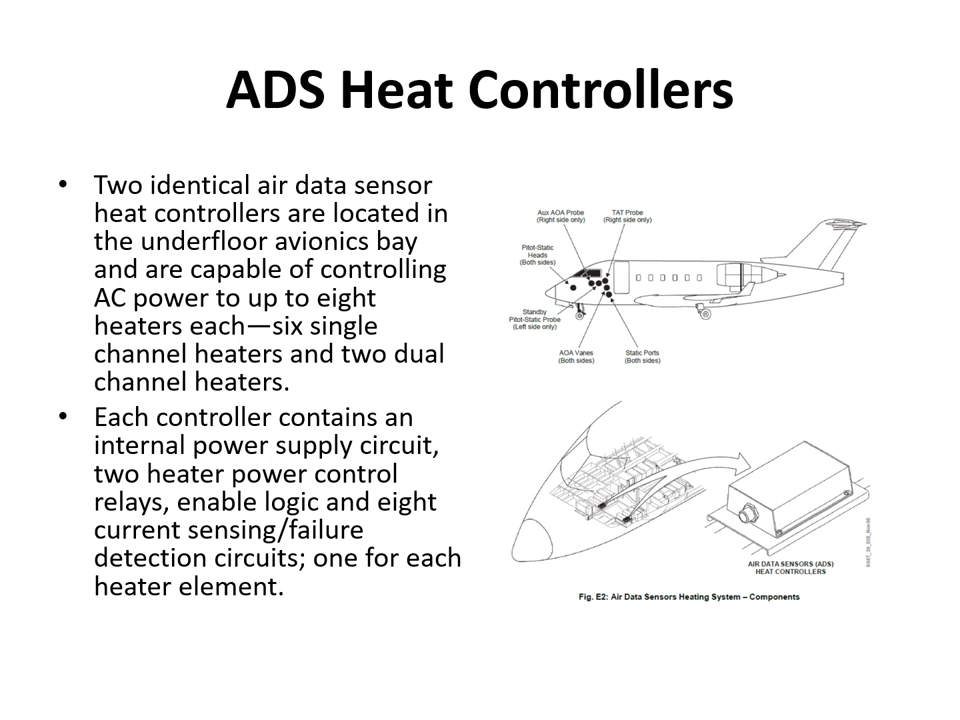 ADS Heat Controllers
• Two identical air data sensor
heat controllers are located in
the underfloor avionics bay
and are capable of controlling
AC power to up to eight
heaters each—six single
channel heaters and two dual
channel heaters.
• Each controller contains an
internal power supply circuit,
two heater power control
relays, enable logic and eight
current sensing/failure
detection circuits; one for each
heater element.
Aux AOA Probe
(Right side only)
TAT Probe
(Right side only)
Pitot-Static
Heads
(Both sides)
Standby
Pitot-Static Probe
(Left side only)
AOA Vanes
(Both sides)
Static Ports
(Both sides)
AIR DATA SENSORS (ADS)
HEAT CONTROLLERS
Fig. E2: Air Data Sensors Heating System – Components